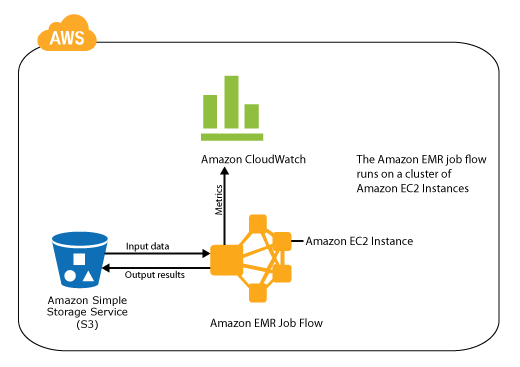 AWS
Amazon CloudWatch
The Amazon EMR job flow
runs on a cluster of
Amazon EC2 Instances
Metrics
Amazon EC2 Instance
Input data
Output results
Amazon Simple
Storage Service
(S3)
Amazon EMR Job Flow